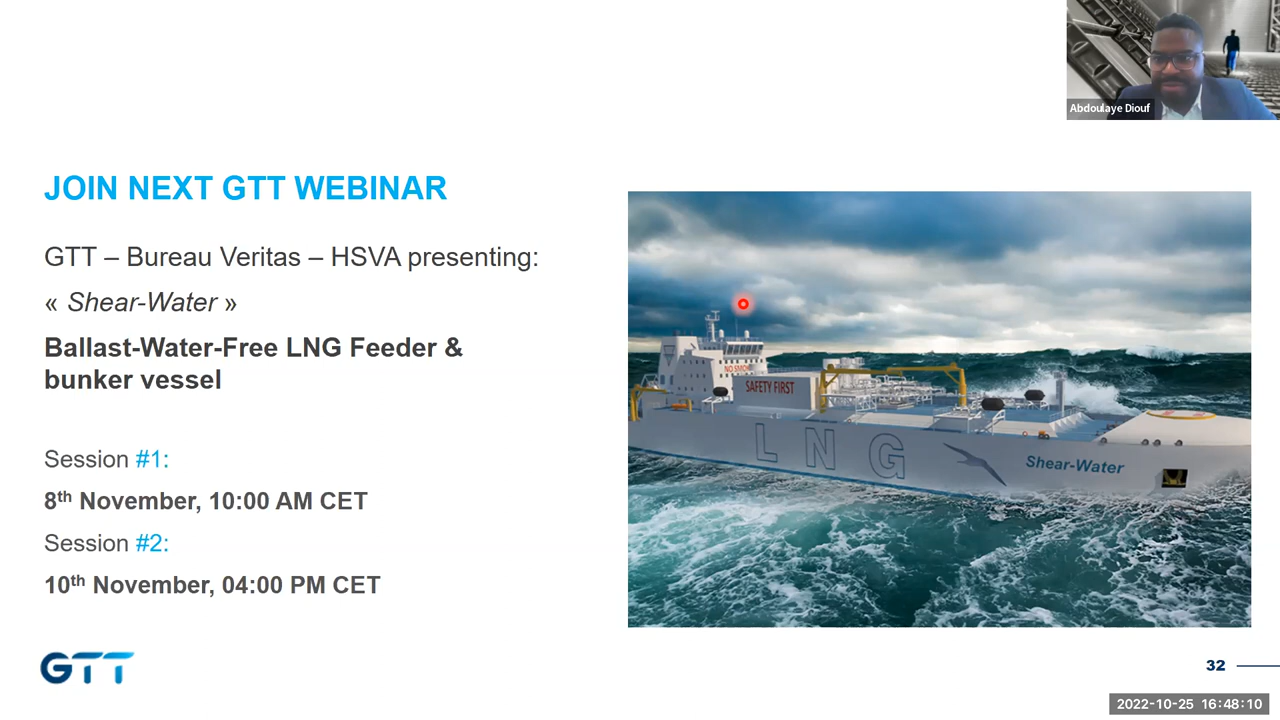 Abdoulaye Diouf
JOIN NEXT GTT WEBINAR
GTT – Bureau Veritas – HSVA presenting:
« Shear-Water »
Ballast-Water-Free LNG Feeder &
bunker vessel
Session #1:
8th November, 10:00 AM CET
Session #2:
10th November, 04:00 PM CET
NO SMOKING
SAFETY FIRST
LNG
Shear-Water
GTT
32
2022-10-25 16:48:10